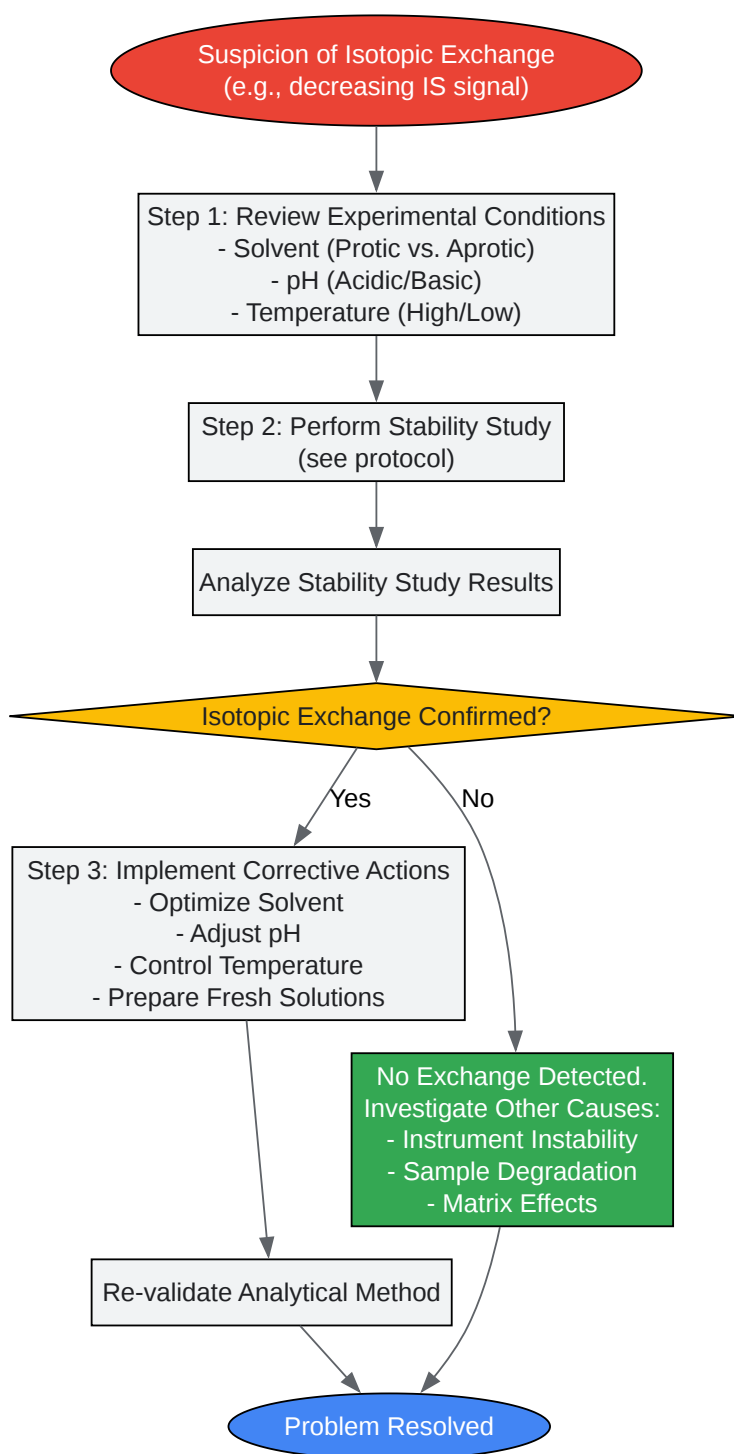 Suspicion of Isotopic Exchange
(e.g., decreasing IS signal)
Step 1: Review Experimental Conditions
- Solvent (Protic vs. Aprotic)
- pH (Acidic/Basic)
- Temperature (High/Low)
Step 2: Perform Stability Study
(see protocol)
Analyze Stability Study Results
Isotopic Exchange Confirmed?
Yes
No
Step 3: Implement Corrective Actions
- Optimize Solvent
- Adjust pH
- Control Temperature
- Prepare Fresh Solutions
No Exchange Detected.
Investigate Other Causes:
- Instrument Instability
- Sample Degradation
- Matrix Effects
Re-validate Analytical Method
Problem Resolved